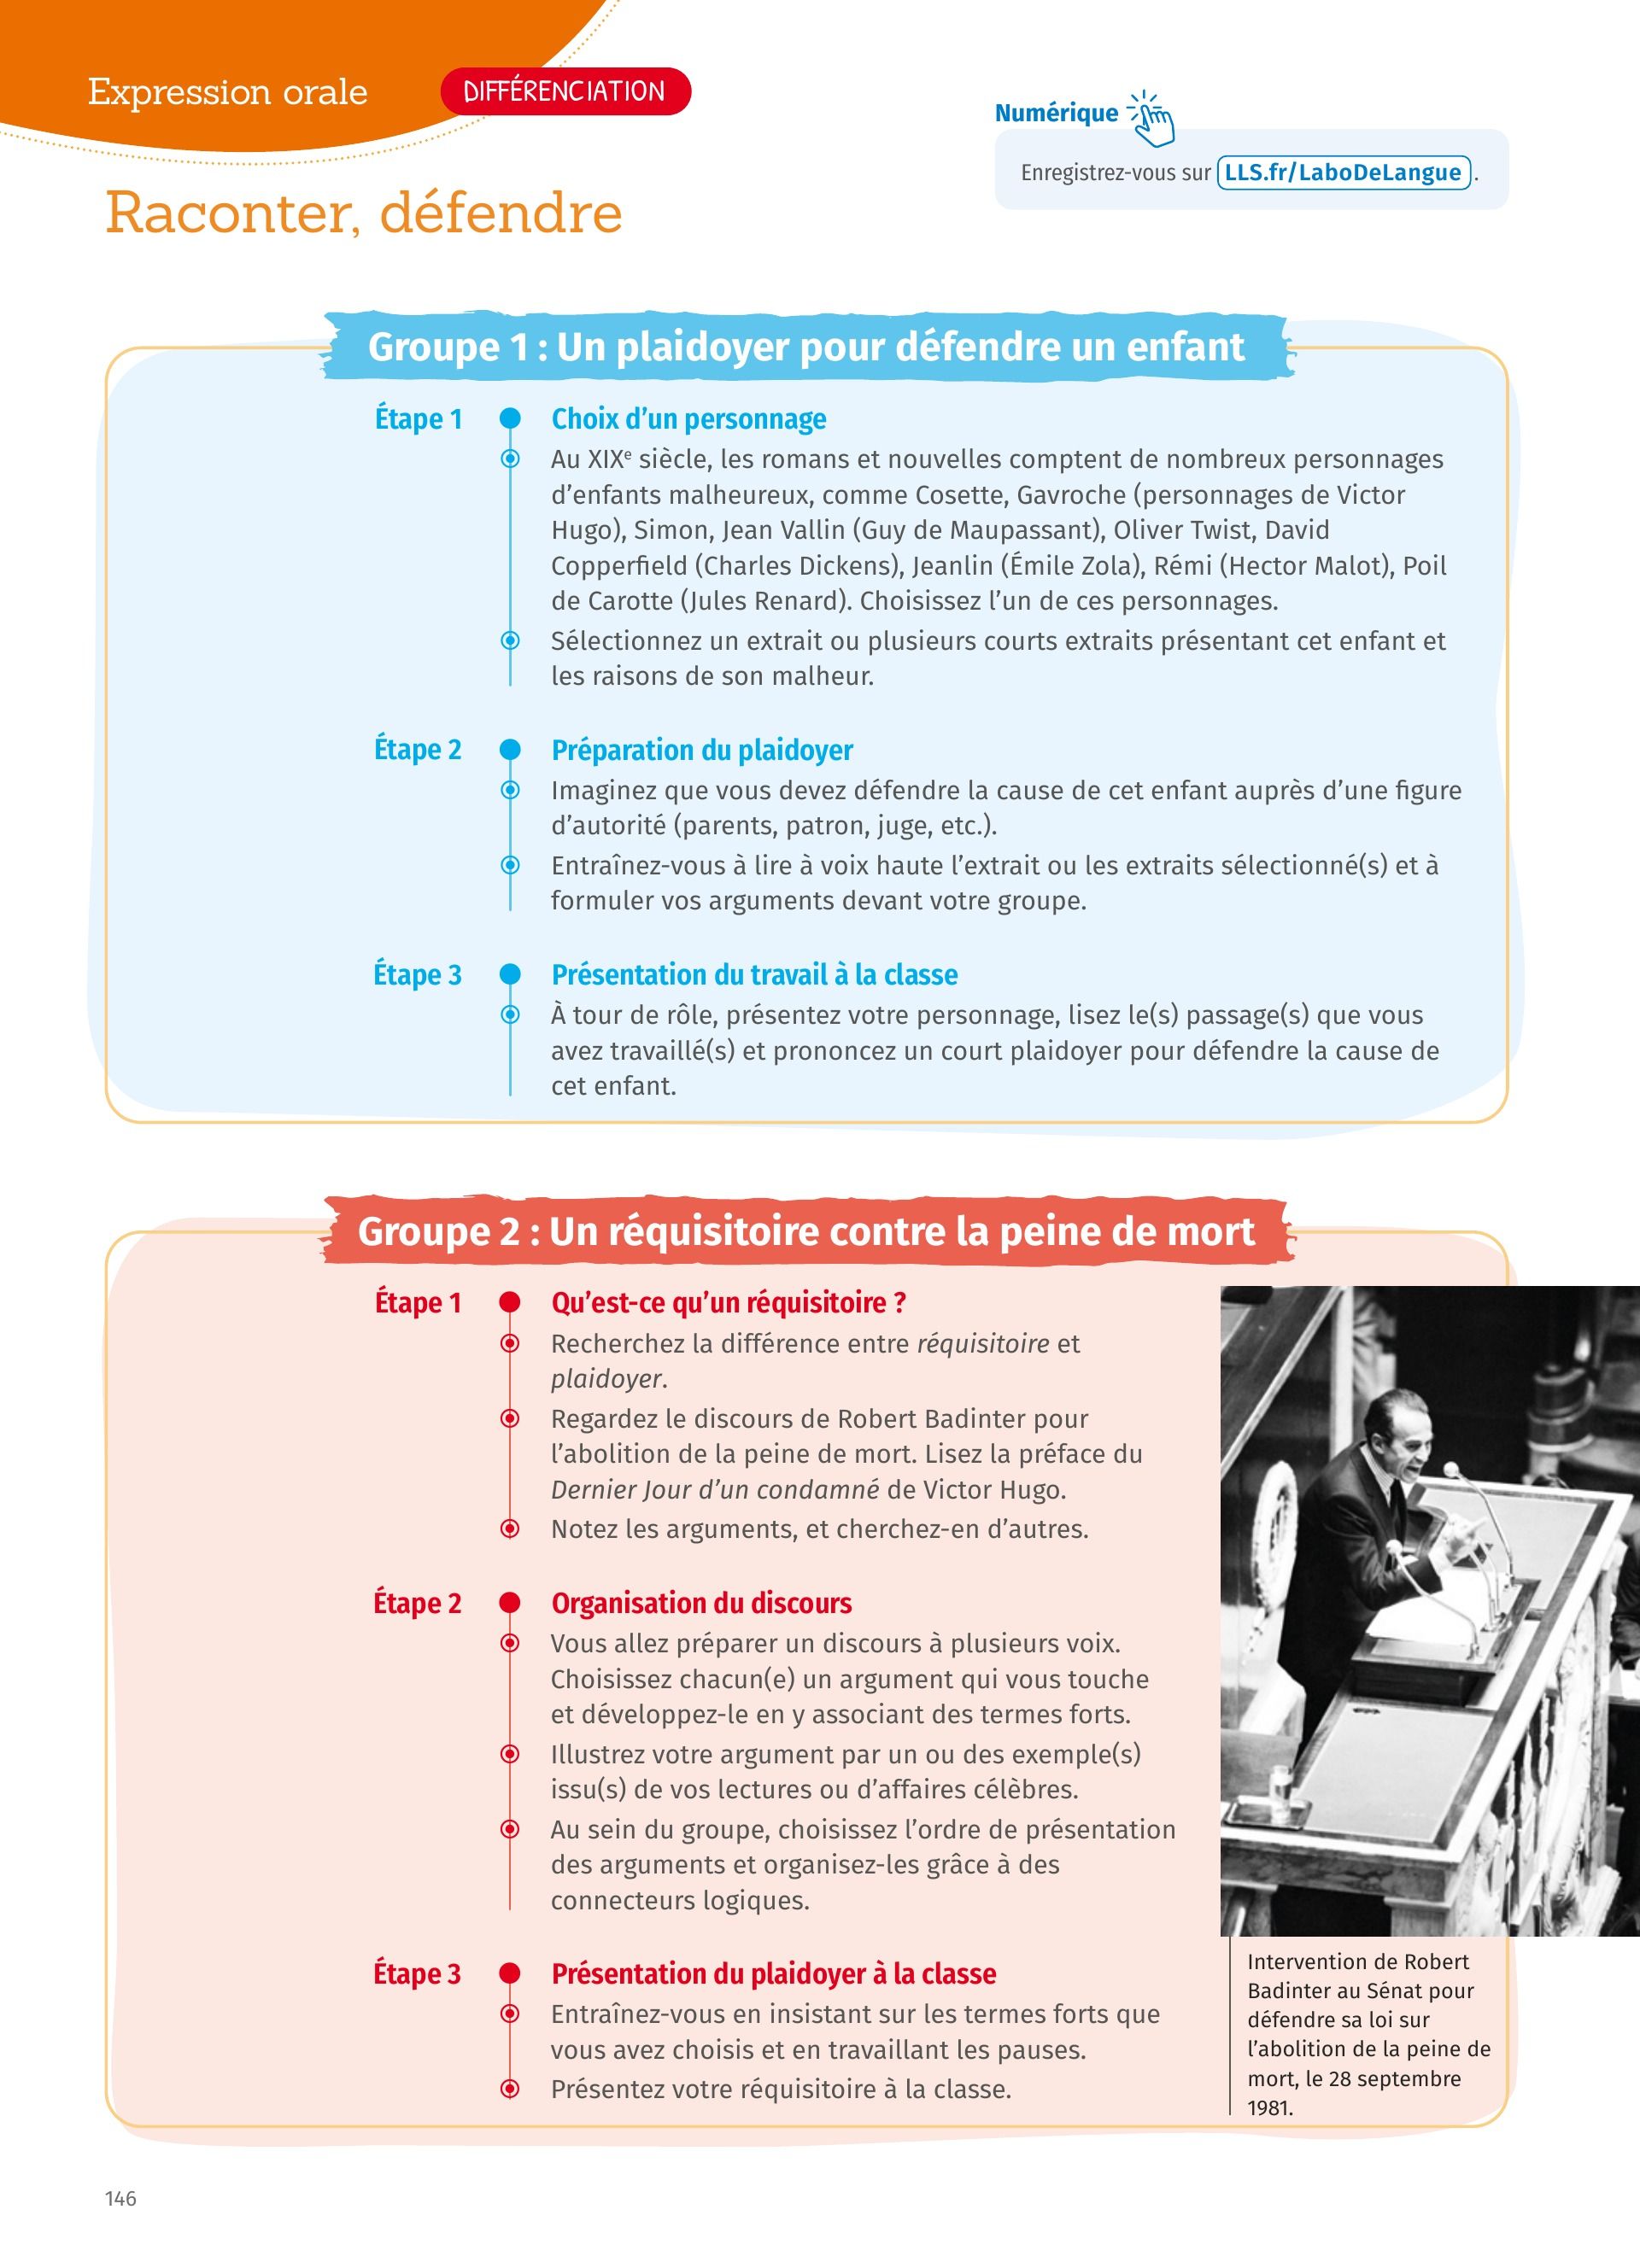 Expression orale
DIFFÉRENCIATION
Numérique
Enregistrez-vous sur LLS.fr/LaboDeLangue.
Raconter, défendre
Groupe 1 : Un plaidoyer pour défendre un enfant
Étape 1
Choix d’un personnage
Au XIXe siècle, les romans et nouvelles comptent de nombreux personnages
d’enfants malheureux, comme Cosette, Gavroche (personnages de Victor
Hugo), Simon, Jean Vallin (Guy de Maupassant), Oliver Twist, David
Copperfield (Charles Dickens), Jeanlin (Émile Zola), Rémi (Hector Malot), Poil
de Carotte (Jules Renard). Choisissez l’un de ces personnages.
Sélectionnez un extrait ou plusieurs courts extraits présentant cet enfant et
les raisons de son malheur.
Étape 2
Préparation du plaidoyer
Imaginez que vous devez défendre la cause de cet enfant auprès d’une figure
d’autorité (parents, patron, juge, etc.).
Entraînez-vous à lire à voix haute l’extrait ou les extraits sélectionné(s) et à
formuler vos arguments devant votre groupe.
Étape 3
Présentation du travail à la classe
À tour de rôle, présentez votre personnage, lisez le(s) passage(s) que vous
avez travaillé(s) et prononcez un court plaidoyer pour défendre la cause de
cet enfant.
Groupe 2 : Un réquisitoire contre la peine de mort
Étape 1
Qu’est-ce qu’un réquisitoire ?
Recherchez la différence entre réquisitoire et
plaidoyer.
Regardez le discours de Robert Badinter pour
l’abolition de la peine de mort. Lisez la préface du
Dernier Jour d’un condamné de Victor Hugo.
Notez les arguments, et cherchez-en d’autres.
Étape 2
Organisation du discours
Vous allez préparer un discours à plusieurs voix.
Choisissez chacun(e) un argument qui vous touche
et développez-le en y associant des termes forts.
Illustrez votre argument par un ou des exemple(s)
issu(s) de vos lectures ou d’affaires célèbres.
Au sein du groupe, choisissez l’ordre de présentation
des arguments et organisez-les grâce à des
connecteurs logiques.
Étape 3
Présentation du plaidoyer à la classe
Entraînez-vous en insistant sur les termes forts que
vous avez choisis et en travaillant les pauses.
Présentez votre réquisitoire à la classe.
Intervention de Robert
Badinter au Sénat pour
défendre sa loi sur
l’abolition de la peine de
mort, le 28 septembre
1981.
146